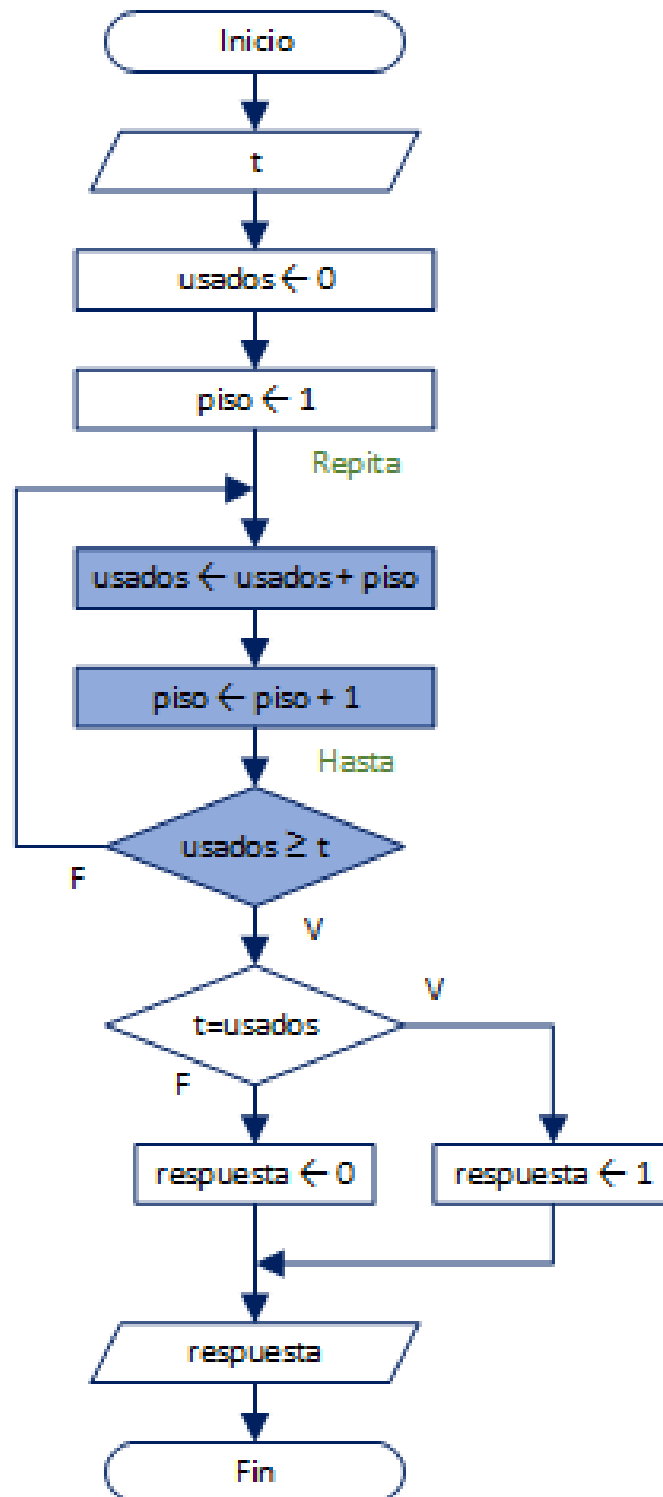 Inicio
t
usados ← 0
piso ← 1
Repita
usados ← usados + piso
piso ← piso + 1
Hasta
usados ≥ t
F
V
V
t=usados
F
respuesta ← 0
respuesta ← 1
respuesta
Fin